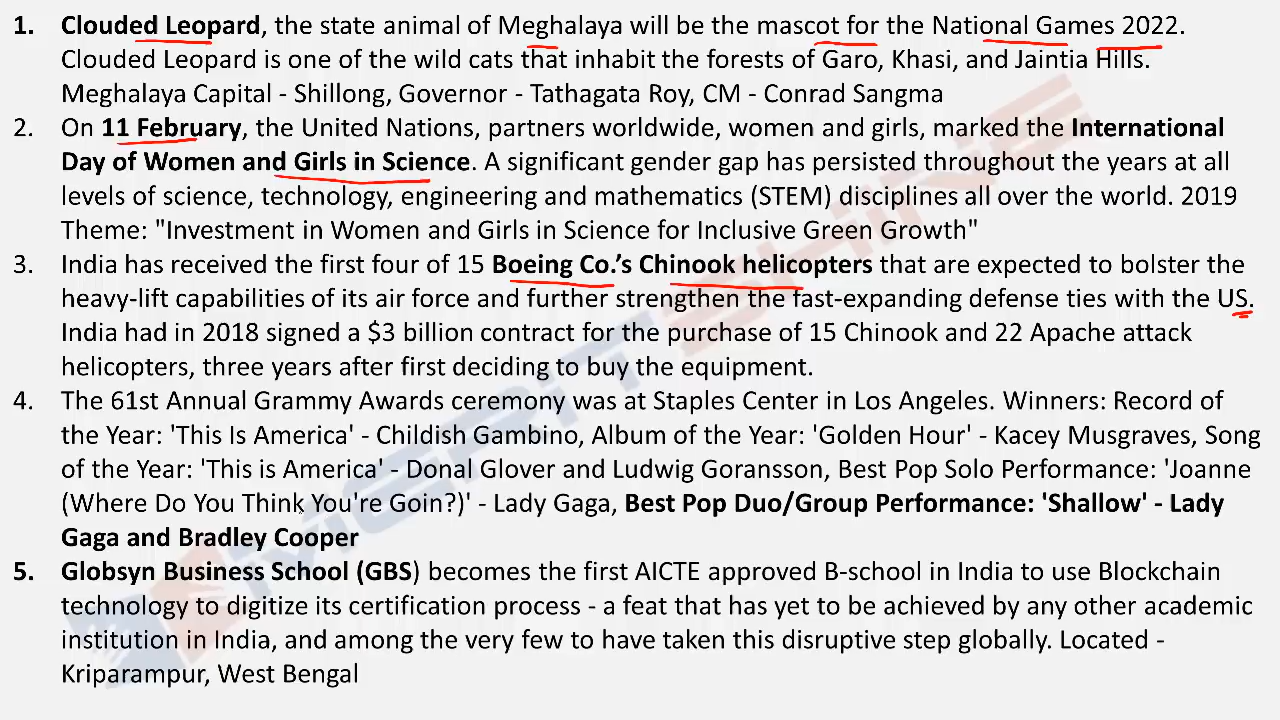 1. Clouded Leopard, the state animal of Meghalaya will be the mascot for the National Games 2022.
Clouded Leopard is one of the wild cats that inhabit the forests of Garo, Khasi, and Jaintia Hills.
Meghalaya Capital - Shillong, Governor - Tathagata Roy, CM - Conrad Sangma
2. On 11 February, the United Nations, partners worldwide, women and girls, marked the International
Day of Women and Girls in Science. A significant gender gap has persisted throughout the years at all
levels of science, technology, engineering and mathematics (STEM) disciplines all over the world. 2019
Theme: "Investment in Women and Girls in Science for Inclusive Green Growth"
3. India has received the first four of 15 Boeing Co.’s Chinook helicopters that are expected to bolster the
heavy-lift capabilities of its air force and further strengthen the fast-expanding defense ties with the US.
India had in 2018 signed a $3 billion contract for the purchase of 15 Chinook and 22 Apache attack
helicopters, three years after first deciding to buy the equipment.
4. The 61st Annual Grammy Awards ceremony was at Staples Center in Los Angeles. Winners: Record of
the Year: 'This Is America' - Childish Gambino, Album of the Year: 'Golden Hour' - Kacey Musgraves, Song
of the Year: 'This is America' - Donal Glover and Ludwig Goransson, Best Pop Solo Performance: 'Joanne
(Where Do You Think You're Goin?)' - Lady Gaga, Best Pop Duo/Group Performance: 'Shallow' - Lady
Gaga and Bradley Cooper
5. Globsyn Business School (GBS) becomes the first AICTE approved B-school in India to use Blockchain
technology to digitize its certification process - a feat that has yet to be achieved by any other academic
institution in India, and among the very few to have taken this disruptive step globally. Located -
Kriparampur, West Bengal